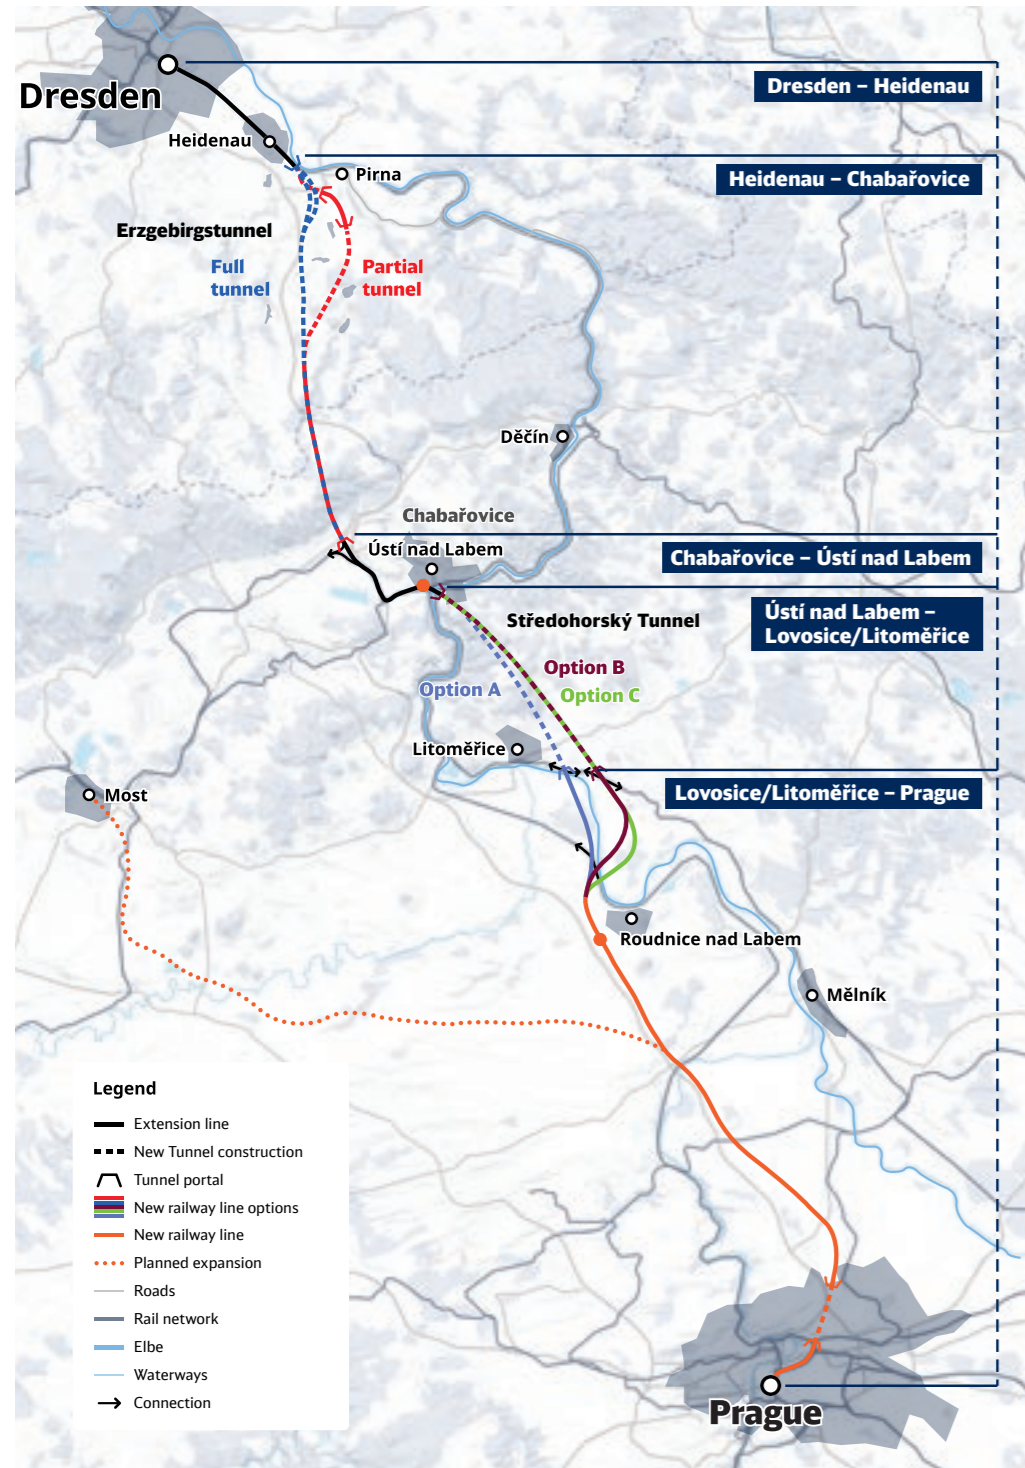 Dresden
Dresden – Heidenau
Heidenau
Heidenau – Chabařovice
Pirna
Erzgebirgstunnel
Full
tunnel
Partial
tunnel
Děčín
Chabařovice
Ústí nad Labem
Chabařovice – Ústí nad Labem
Ústí nad Labem –
Lovosice/Litoměřice
Středohorský Tunnel
Option B
Option A
Option C
Litoměřice
Lovosice/Litoměřice – Prague
Most
Roudnice nad Labem
Mělník
Legend
Extension line
New Tunnel construction
Tunnel portal
New railway line options
New railway line
Planned expansion
Roads
Rail network
Elbe
Waterways
Connection
Prague